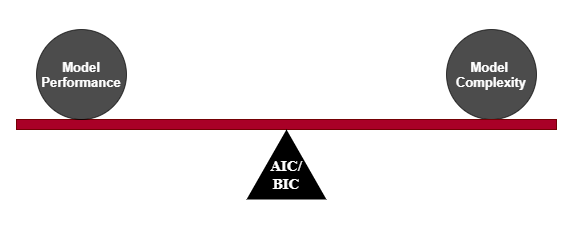 Model
Performance
Model
Complexity
AIC/
BIC